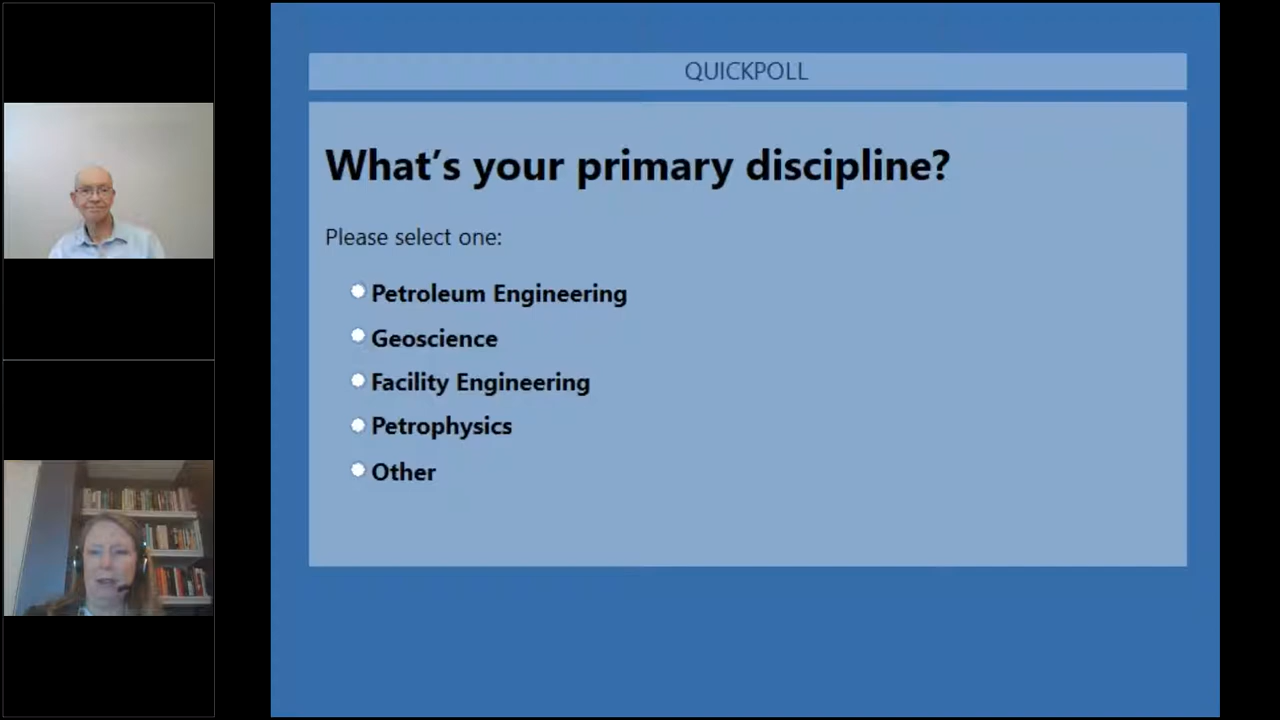 QUICKPOLL
What’s your primary discipline?
Please select one:
Petroleum Engineering
Geoscience
Facility Engineering
Petrophysics
Other